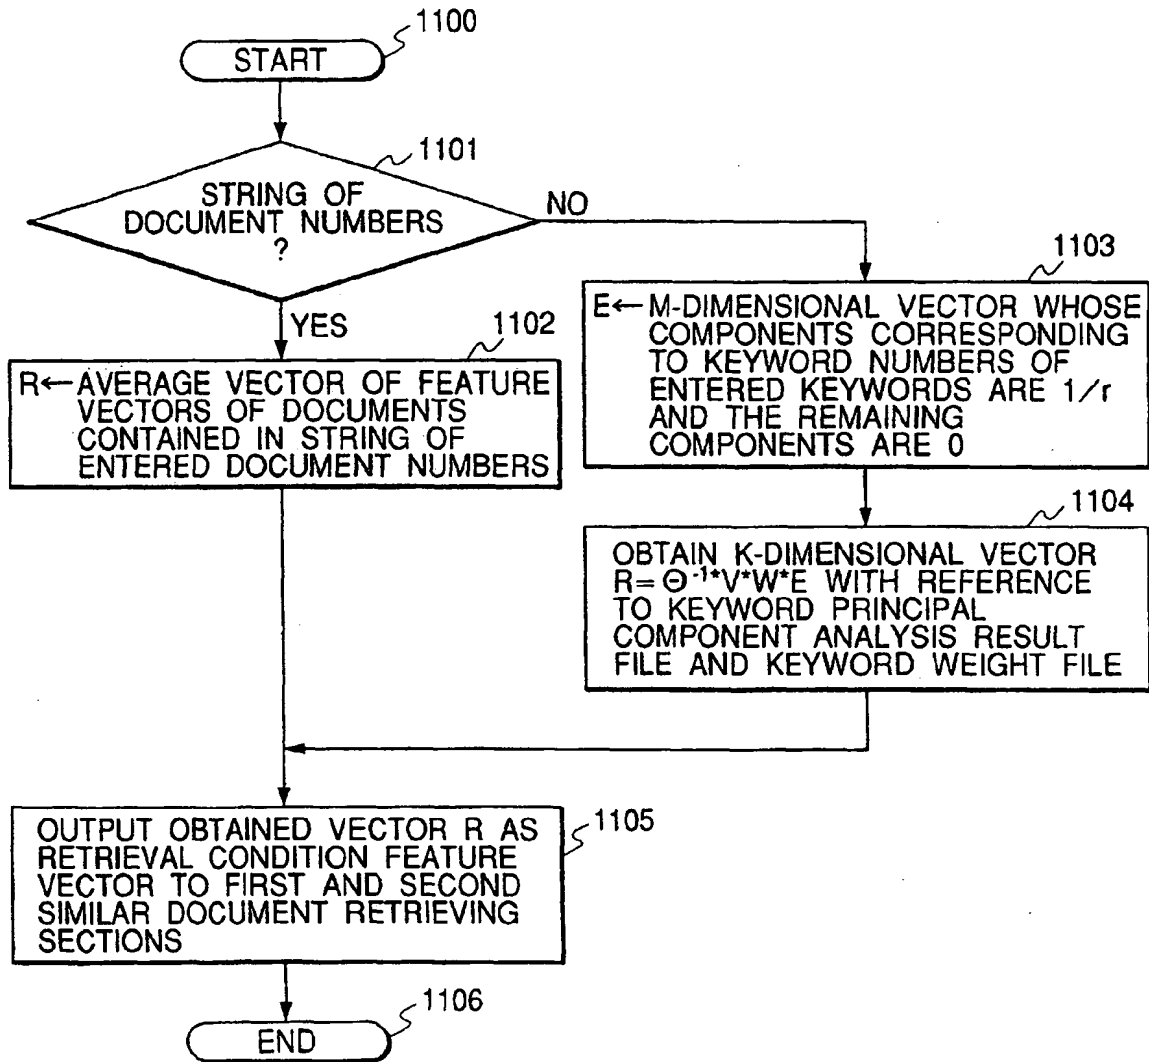 1100
START
1101
STRING OF
DOCUMENT NUMBERS
?
NO
YES
1102
R← AVERAGE VECTOR OF FEATURE
VECTORS OF DOCUMENTS
CONTAINED IN STRING OF
ENTERED DOCUMENT NUMBERS
1103
E← M-DIMENSIONAL VECTOR WHOSE
COMPONENTS CORRESPONDING
TO KEYWORD NUMBERS OF
ENTERED KEYWORDS ARE 1/r
AND THE REMAINING
COMPONENTS ARE 0
1104
OBTAIN K-DIMENSIONAL VECTOR
R=Θ⁻¹*V*W*E WITH REFERENCE
TO KEYWORD PRINCIPAL
COMPONENT ANALYSIS RESULT
FILE AND KEYWORD WEIGHT FILE
1105
OUTPUT OBTAINED VECTOR R AS
RETRIEVAL CONDITION FEATURE
VECTOR TO FIRST AND SECOND
SIMILAR DOCUMENT RETRIEVING
SECTIONS
1106
END